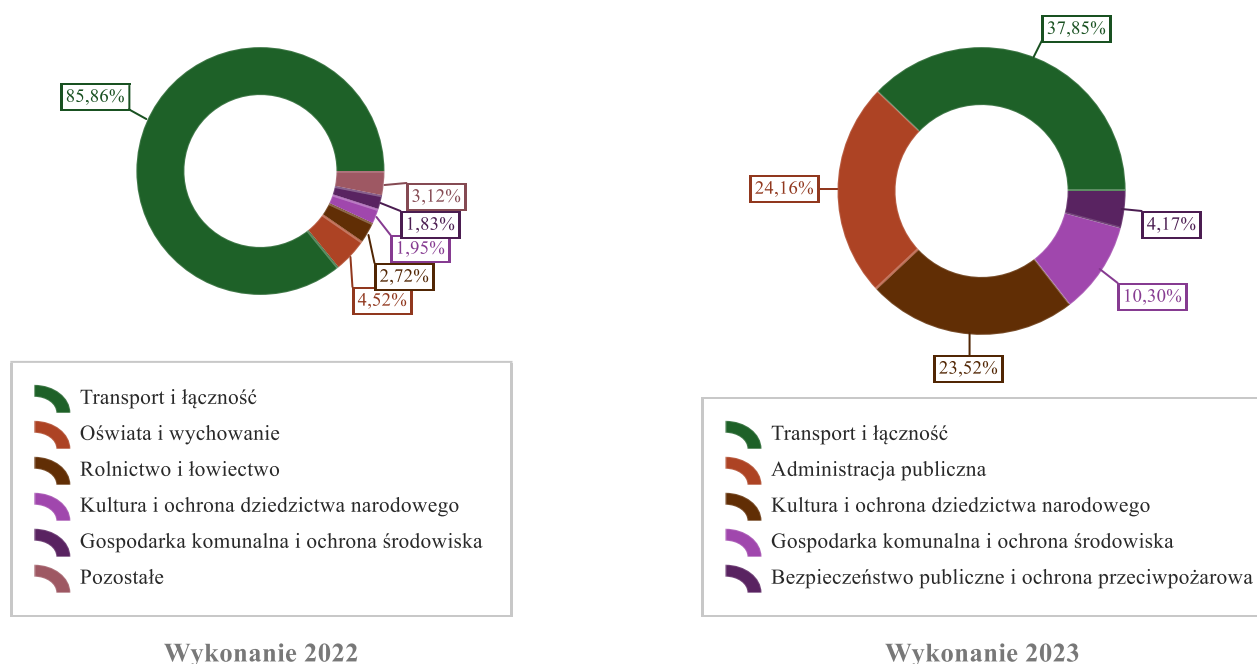 85,86%
3,12%
1,83%
1,95%
2,72%
4,52%
Transport i łączność
Oświata i wychowanie
Rolnictwo i łowiectwo
Kultura i ochrona dziedzictwa narodowego
Gospodarka komunalna i ochrona środowiska
Pozostałe
Wykonanie 2022
37,85%
24,16%
4,17%
10,30%
23,52%
Transport i łączność
Administracja publiczna
Kultura i ochrona dziedzictwa narodowego
Gospodarka komunalna i ochrona środowiska
Bezpieczeństwo publiczne i ochrona przeciwpożarowa
Wykonanie 2023